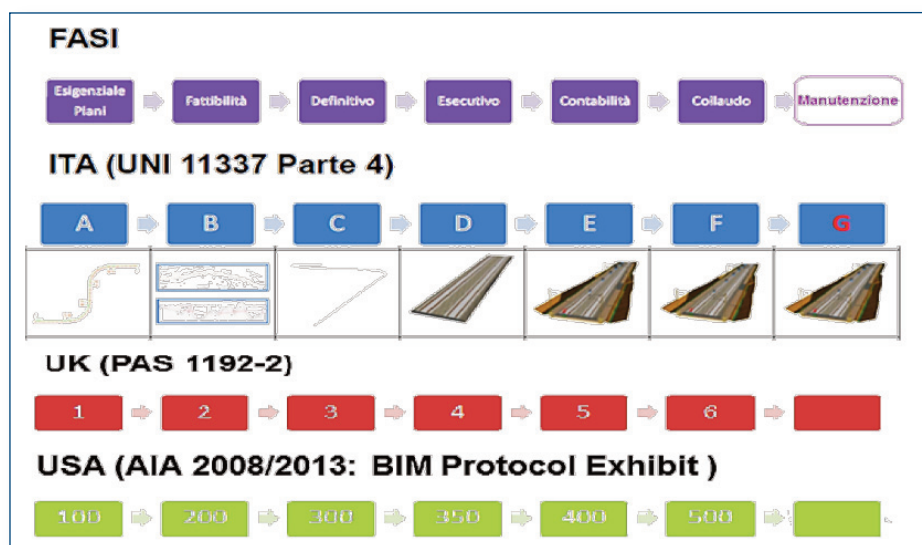 FASI
Esigenziale
Piani
Fattibilità
Definitivo
Esecutivo
Contabilità
Collaudo
Manutenzione
ITA (UNI 11337 Parte 4)
A
B
C
D
E
F
G
UK (PAS 1192-2)
1
2
3
4
5
6
USA (AIA 2008/2013: BIM Protocol Exhibit )
100
200
300
350
400
500